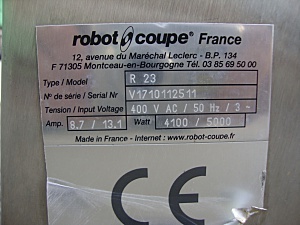 robot coupe® France
12, avenue du Maréchal Leclerc - B.P. 134
F 71305 Montceau-en-Bourgogne Tél. 03 85 69 50 00
Type / Model R 23
N° de série / Serial Nr V1710112511
Tension / Input Voltage 400 V AC / 50 Hz / 3 ~
Amp. 8.7 / 13.1 Watt 4100 / 5000
Made in France - Internet : www.robot-coupe.fr
CE